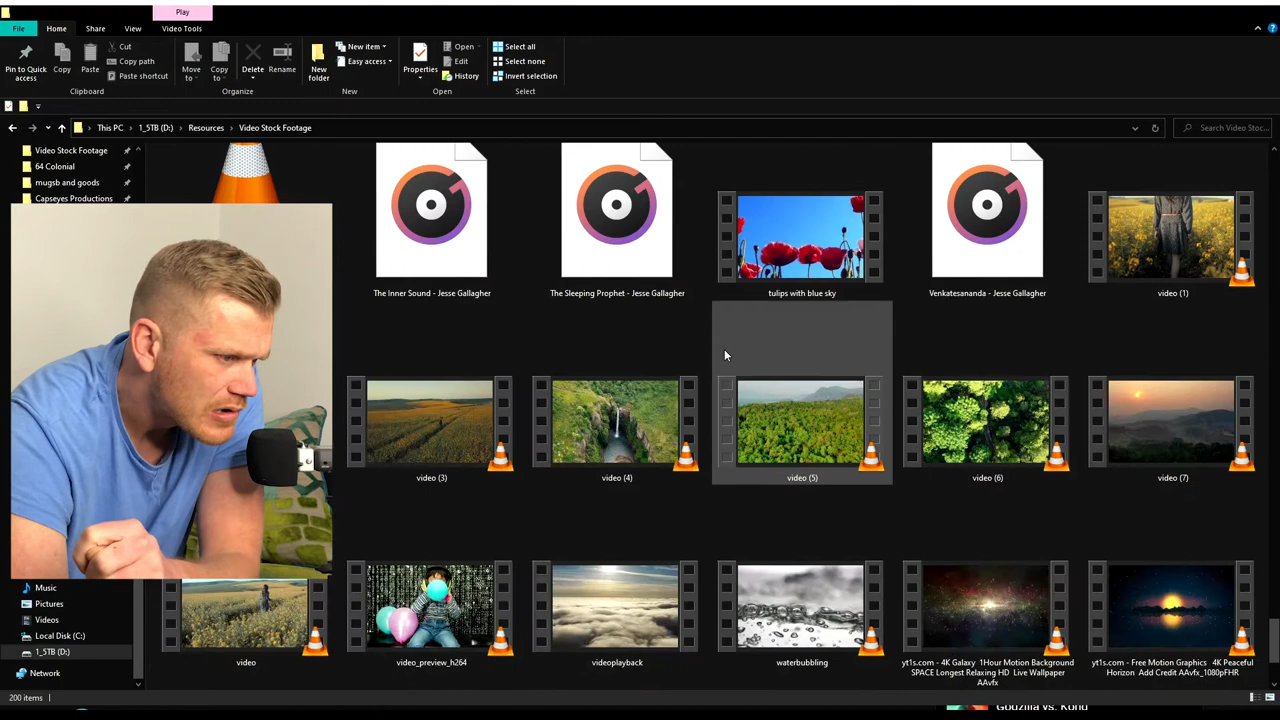 Play
File
Home
Share
View
Video Tools
Pin to Quick access
Copy
Paste
Cut
Copy path
Paste shortcut
Clipboard
Move to
Copy to
Delete
Rename
Organize
New folder
New item
Easy access
New
Properties
Open
Edit
History
Open
Select all
Select none
Invert selection
Select
This PC
1_5TB (D:)
Resources
Video Stock Footage
Search Video Stoc...
Video Stock Footage
64 Colonial
mugsb and goods
Capseyes Productions
The Inner Sound - Jesse Gallagher
The Sleeping Prophet - Jesse Gallagher
tulips with blue sky
Venkatesananda - Jesse Gallagher
video (1)
video (3)
video (4)
video (5)
video (6)
video (7)
Music
Pictures
Videos
Local Disk (C:)
1_5TB (D:)
Network
video
video_preview_h264
videoplayback
waterbubbling
yt1s.com - 4K Galaxy 1Hour Motion Background
SPACE Longest Relaxing HD Live Wallpaper
AAvfx
yt1s.com - Free Motion Graphics 4K Peaceful
Horizon Add Credit AAvfx_1080pFHR
200 items
Godzilla vs. Kong